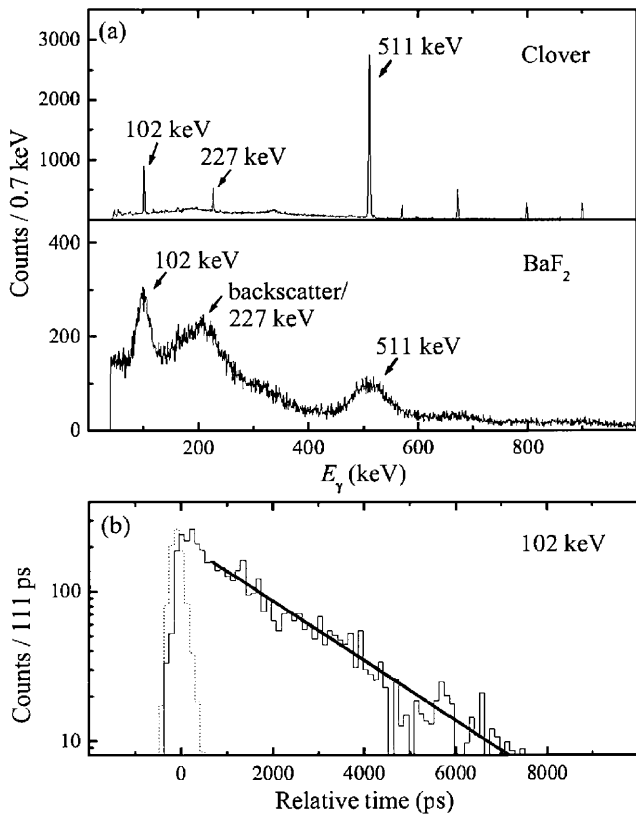 (a)
3500
3000
2000
1000
Clover
102 keV
227 keV
511 keV
Counts / 0.7 keV
400
200
0
BaF₂
102 keV
backscatter/
227 keV
511 keV
200
400
600
800
Eγ (keV)
(b)
102 keV
100
10
Counts / 111 ps
0
2000
4000
6000
8000
Relative time (ps)